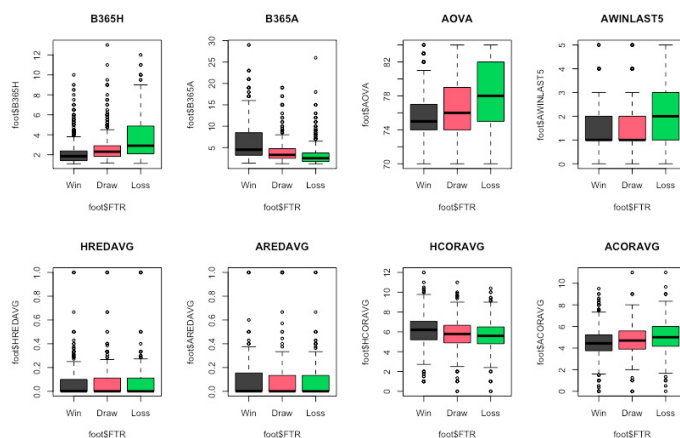 B365H
B365A
AOVA
AWINLAST5
foot$B365H
2 4 6 8 10 12
foot$B365A
5 10 15 20 25 30
foot$AOVA
70 74 78 82
foot$AWINLAST5
0 1 2 3 4 5
Win Draw Loss
Win Draw Loss
Win Draw Loss
Win Draw Loss
foot$FTR
foot$FTR
foot$FTR
foot$FTR
HREDAVG
AREDAVG
HCORAVG
ACORAVG
foot$HREDAVG
0.0 0.2 0.4 0.6 0.8 1.0
foot$AREDAVG
0.0 0.2 0.4 0.6 0.8 1.0
foot$HCORAVG
0 2 4 6 8 10 12
foot$ACORAVG
0 2 4 6 8 10
Win Draw Loss
Win Draw Loss
Win Draw Loss
Win Draw Loss
foot$FTR
foot$FTR
foot$FTR
foot$FTR